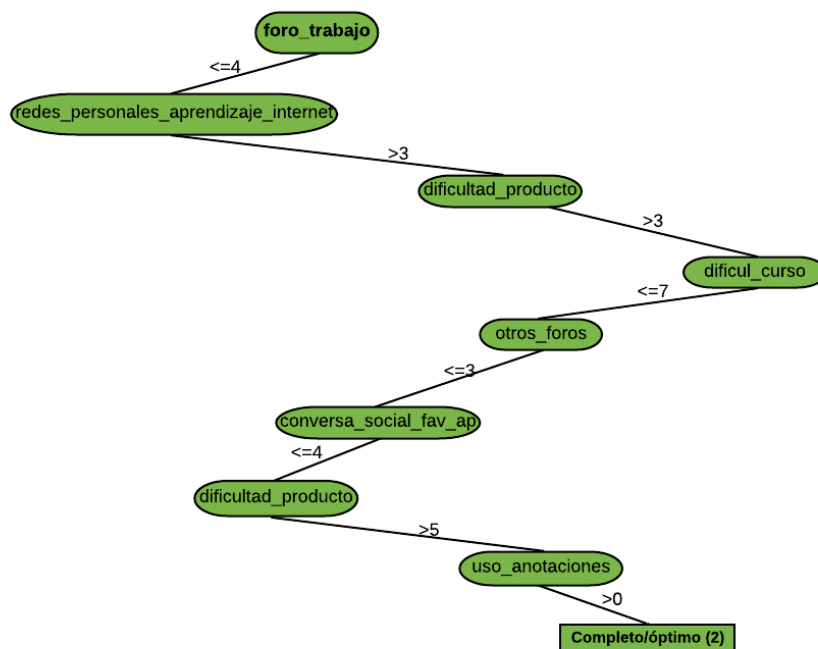 foro_trabajo
<=4
redes_personales_aprendizaje_internet
>3
dificultad_producto
>3
dificul_curso
<=7
otros_foros
<=3
conversa_social_fav_ap
<=4
dificultad_producto
>5
uso_anotaciones
>0
Completo/óptimo (2)